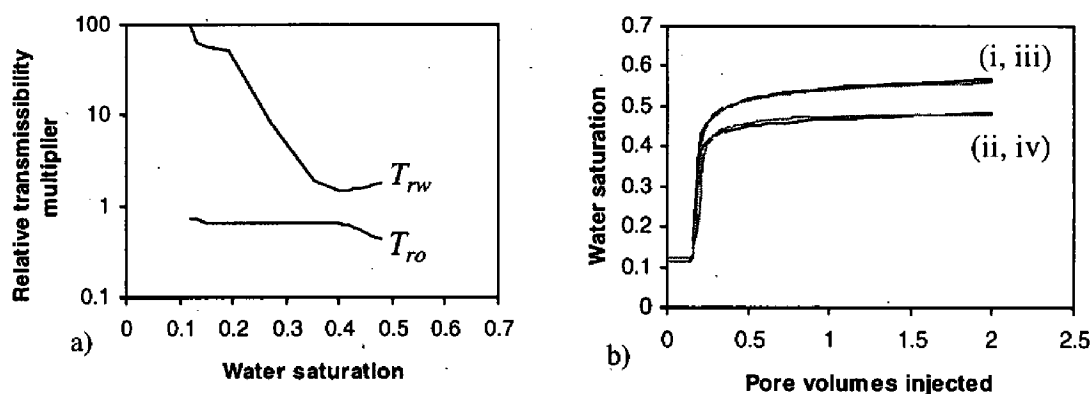 Relative transmissibility
multiplier
100
10
1
0.1
0 0.1 0.2 0.3 0.4 0.5 0.6 0.7
T_rw
T_ro
a)
Water saturation
Water saturation
0.7
0.6
0.5
0.4
0.3
0.2
0.1
0
0 0.5 1 1.5 2 2.5
(i, iii)
(ii, iv)
b)
Pore volumes injected